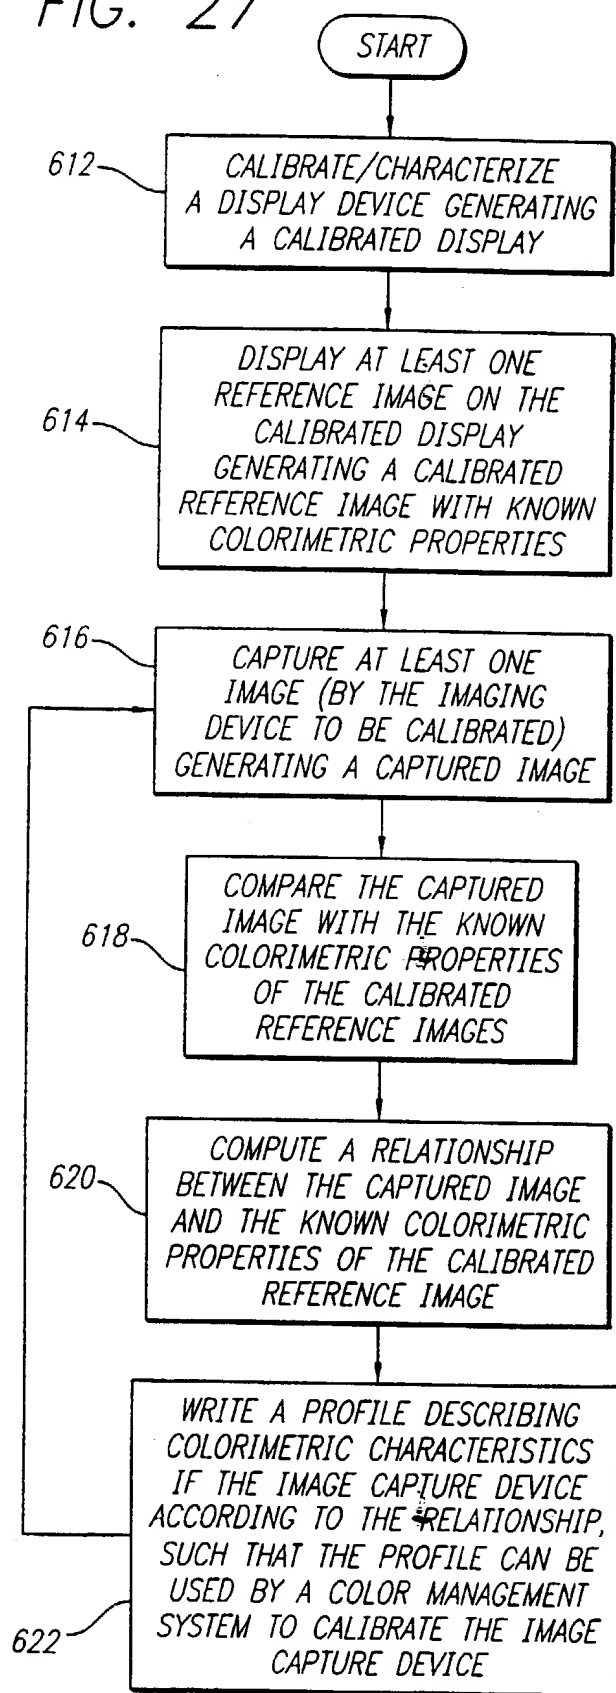 FIG. 27
START
612
CALIBRATE/CHARACTERIZE
A DISPLAY DEVICE GENERATING
A CALIBRATED DISPLAY
614
DISPLAY AT LEAST ONE
REFERENCE IMAGE ON THE
CALIBRATED DISPLAY
GENERATING A CALIBRATED
REFERENCE IMAGE WITH KNOWN
COLORIMETRIC PROPERTIES
616
CAPTURE AT LEAST ONE
IMAGE (BY THE IMAGING
DEVICE TO BE CALIBRATED)
GENERATING A CAPTURED IMAGE
618
COMPARE THE CAPTURED
IMAGE WITH THE KNOWN
COLORIMETRIC PROPERTIES
OF THE CALIBRATED
REFERENCE IMAGES
620
COMPUTE A RELATIONSHIP
BETWEEN THE CAPTURED IMAGE
AND THE KNOWN COLORIMETRIC
PROPERTIES OF THE CALIBRATED
REFERENCE IMAGE
WRITE A PROFILE DESCRIBING
COLORIMETRIC CHARACTERISTICS
IF THE IMAGE CAPTURE DEVICE
ACCORDING TO THE RELATIONSHIP,
SUCH THAT THE PROFILE CAN BE
USED BY A COLOR MANAGEMENT
SYSTEM TO CALIBRATE THE IMAGE
CAPTURE DEVICE
622